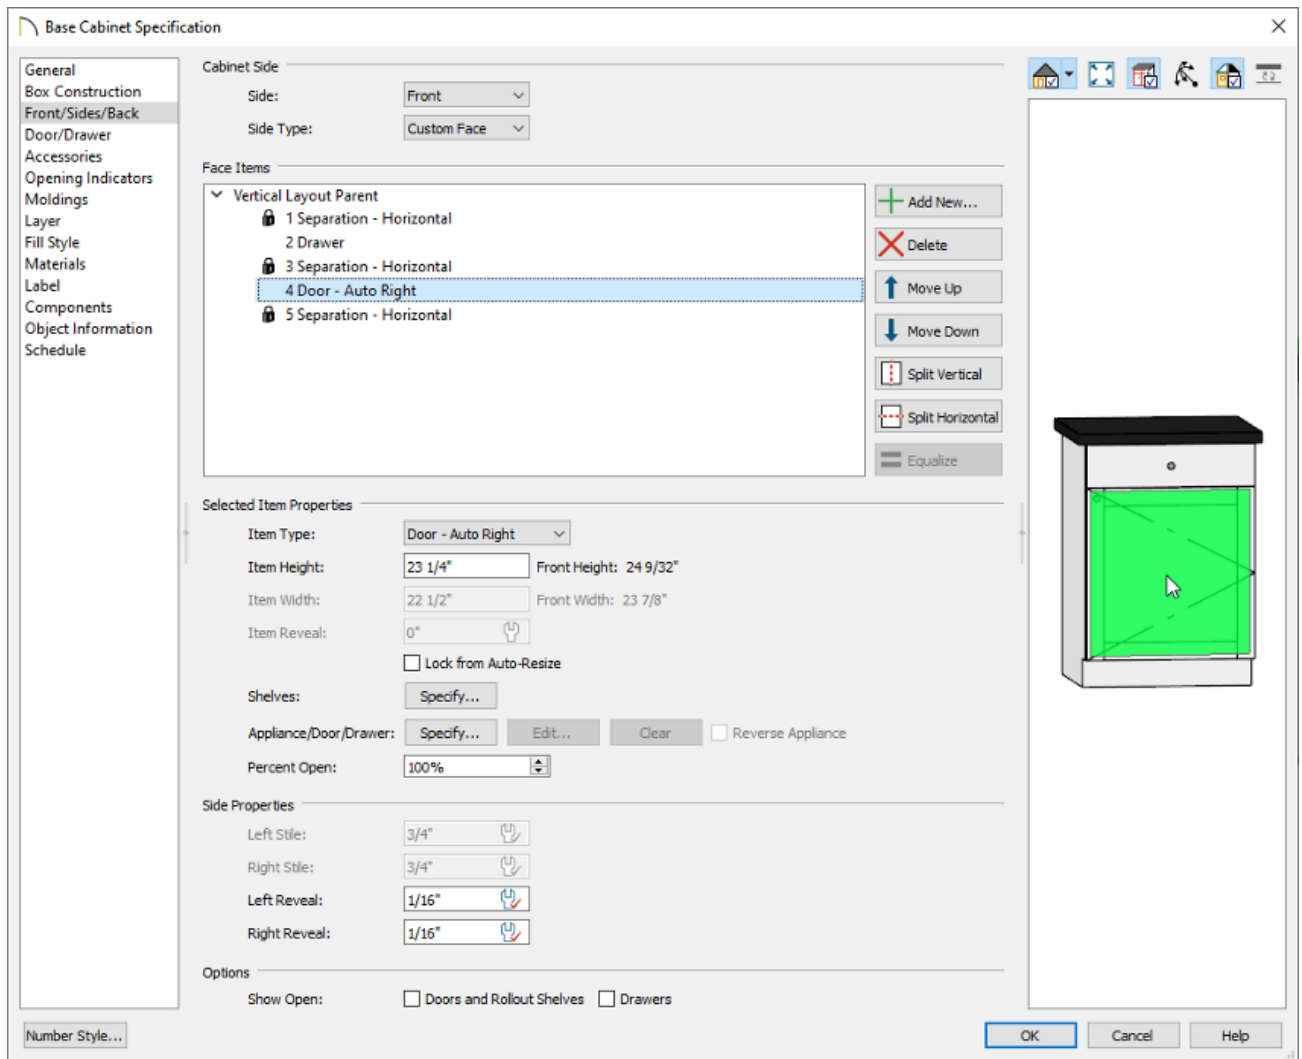 Base Cabinet Specification
General
Box Construction
Front/Sides/Back
Door/Drawer
Accessories
Opening Indicators
Moldings
Layer
Fill Style
Materials
Label
Components
Object Information
Schedule
Cabinet Side
Side: Front
Side Type: Custom Face
Face Items
Vertical Layout Parent
1 Separation - Horizontal
2 Drawer
3 Separation - Horizontal
4 Door - Auto Right
5 Separation - Horizontal
Add New...
Delete
Move Up
Move Down
Split Vertical
Split Horizontal
Equalize
Selected Item Properties
Item Type: Door - Auto Right
Item Height: 23 1/4" Front Height: 24 9/32"
Item Width: 22 1/2" Front Width: 23 7/8"
Item Reveal: 0"
Lock from Auto-Resize
Shelves: Specify...
Appliance/Door/Drawer: Specify... Edit... Clear Reverse Appliance
Percent Open: 100%
Side Properties
Left Stile: 3/4"
Right Stile: 3/4"
Left Reveal: 1/16"
Right Reveal: 1/16"
Options
Show Open: Doors and Rollout Shelves Drawers
Number Style... OK Cancel Help